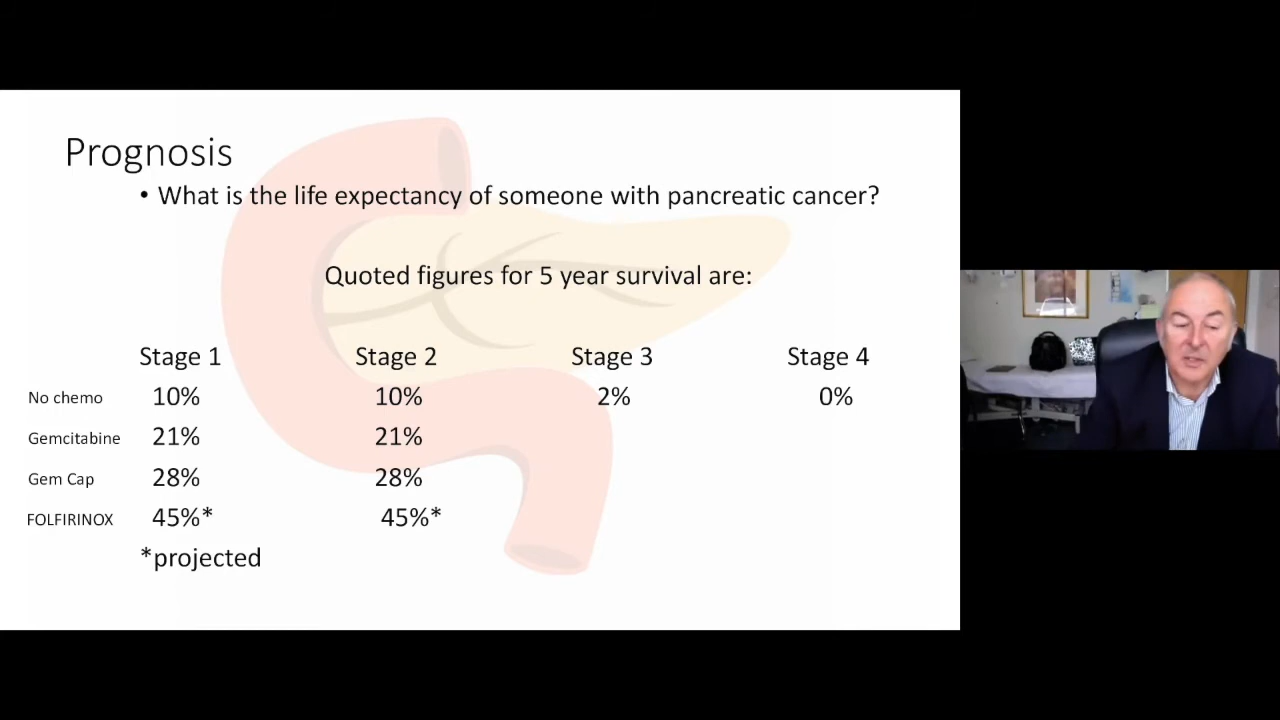 Prognosis
• What is the life expectancy of someone with pancreatic cancer?
Quoted figures for 5 year survival are:
Stage 1 Stage 2 Stage 3 Stage 4
No chemo 10% 10% 2% 0%
Gemcitabine 21% 21%
Gem Cap 28% 28%
FOLFIRINOX 45%* 45%*
*projected